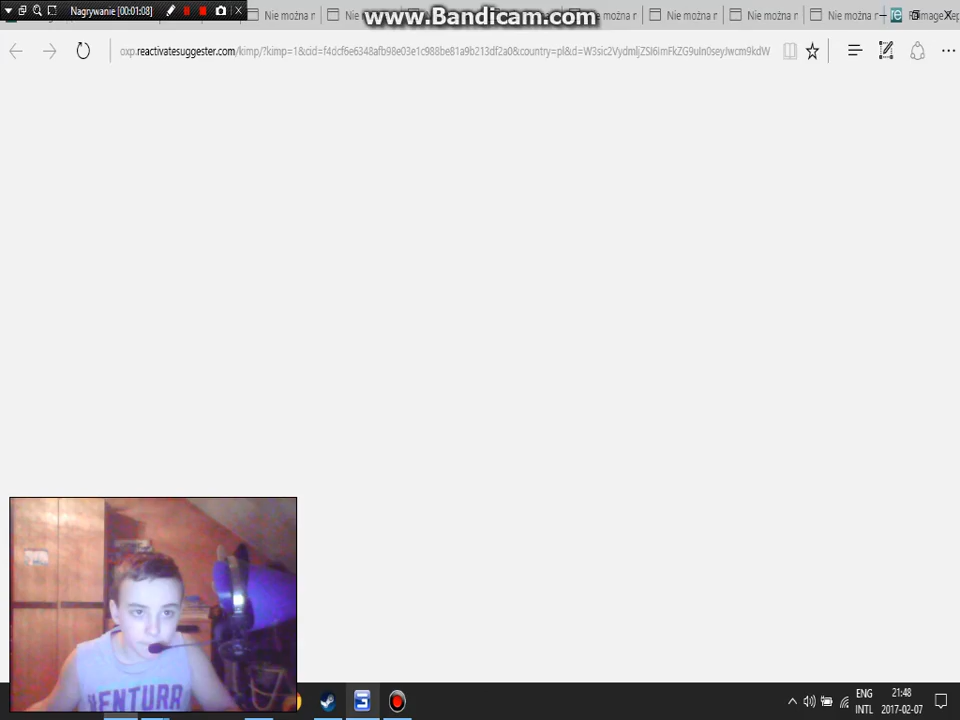 Nagrywanie [00:01:08]
www.Bandicam.com
Nie można n
Nie
Nie można n
Nie można n
Nie można n
oxp.reactivatesuggester.com/kimp/?kimp=1&cid=f4dcf6e6348afb98e03e1c988be81a9b213df2a0&country=pl&d=W3sic2VydmljZSI6ImFkZG9uIn0seyJwcm9kdW
VENTURA
ENG
INTL
21:48
2017-02-07